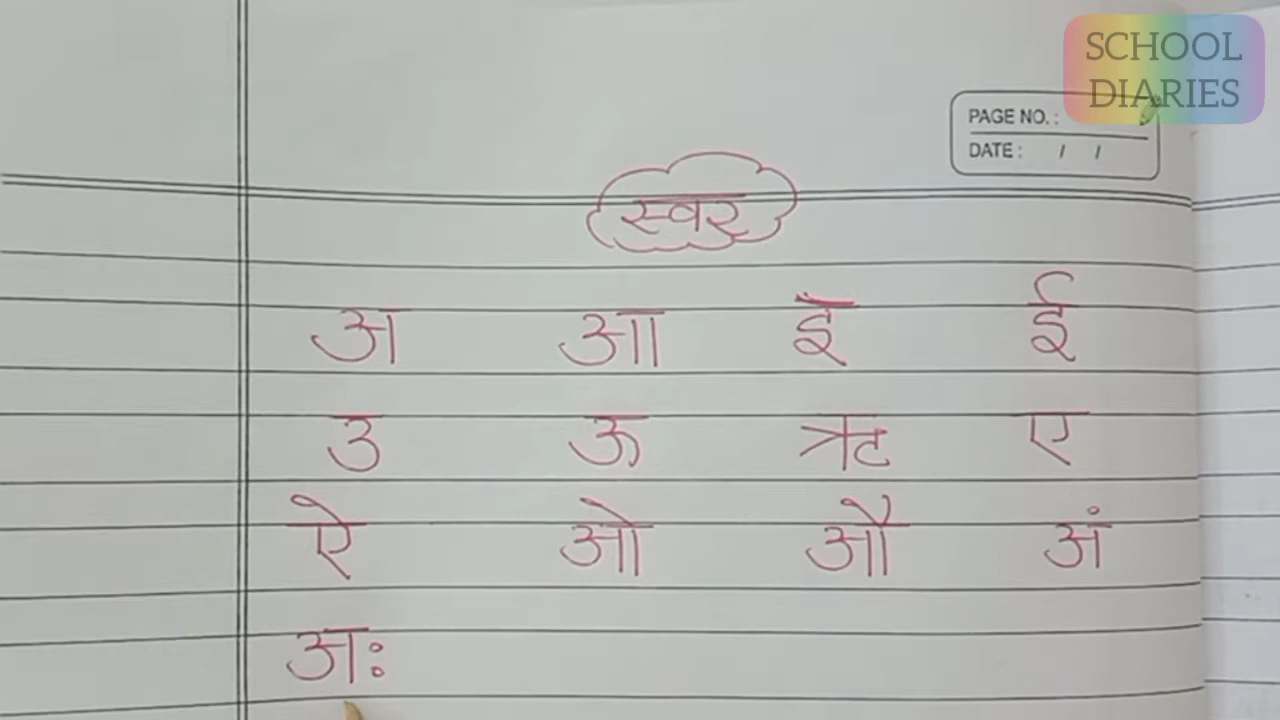 SCHOOL
DIARIES
PAGE NO. :
DATE : / /
स्वर
अ आ इ ई
उ ऊ ऋ ए
ऐ ओ औ अं
अः